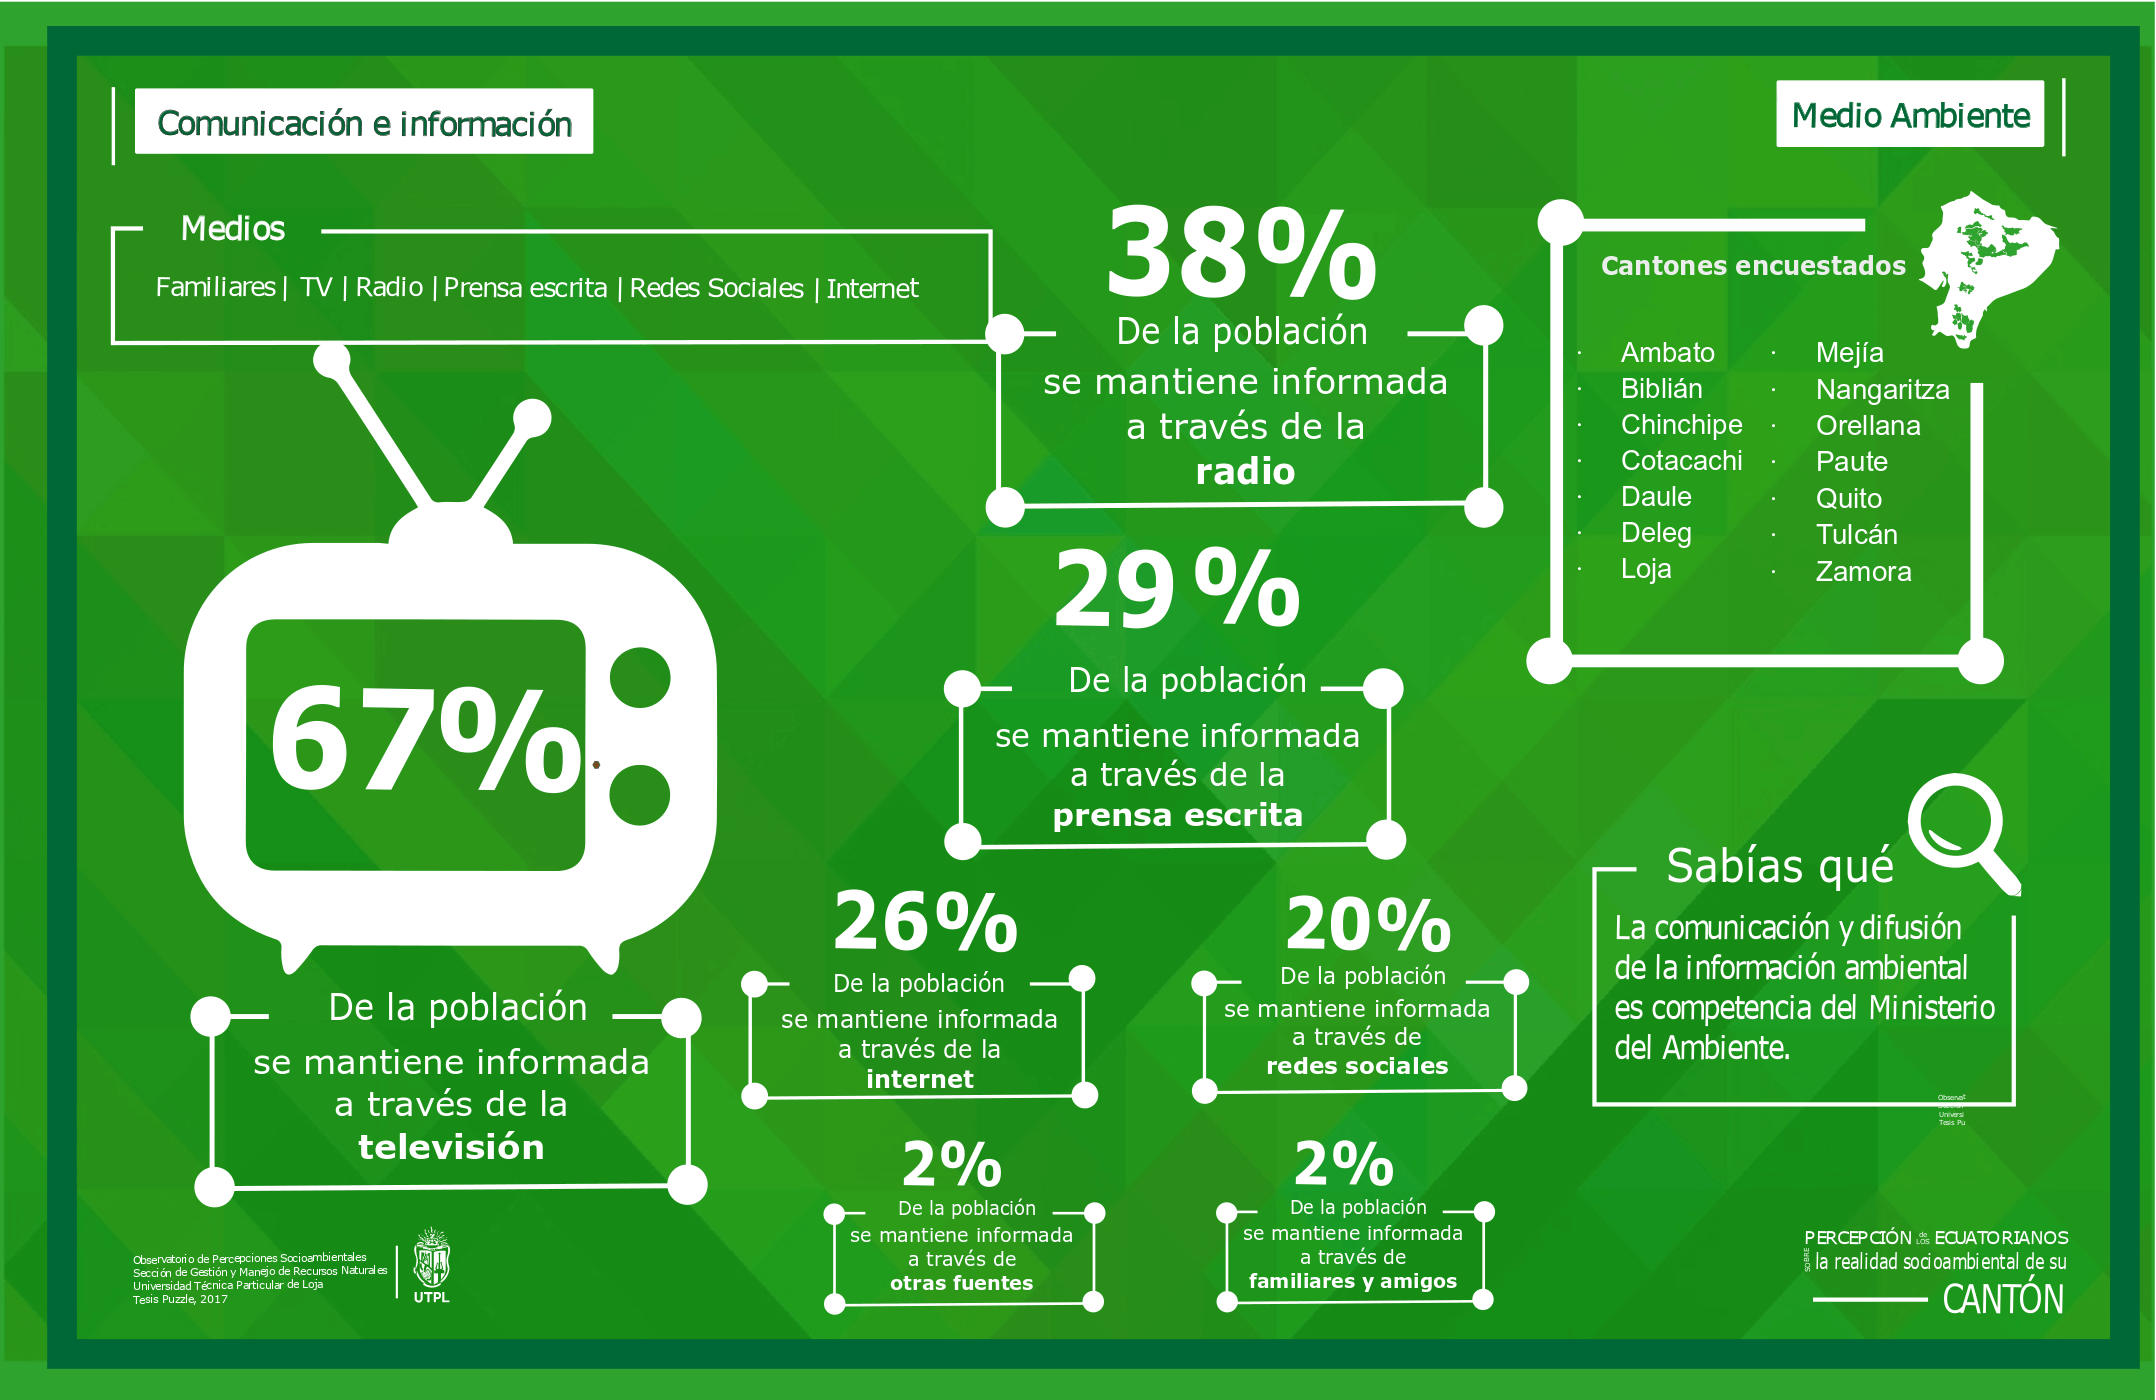 Comunicación e información
Medio Ambiente
Medios
Familiares | TV | Radio | Prensa escrita | Redes Sociales | Internet
67%
De la población
se mantiene informada
a través de la
televisión
38%
De la población
se mantiene informada
a través de la
radio
29 %
De la población
se mantiene informada
a través de la
prensa escrita
26%
De la población
se mantiene informada
a través de la
internet
20%
De la población
se mantiene informada
a través de
redes sociales
2%
De la población
se mantiene informada
a través de
otras fuentes
2%
De la población
se mantiene informada
a través de
familiares y amigos
Cantones encuestados
· Ambato
· Biblián
· Chinchipe
· Cotacachi
· Daule
· Deleg
· Loja
· Mejía
· Nangaritza
· Orellana
· Paute
· Quito
· Tulcán
· Zamora
Sabías qué
La comunicación y difusión
de la información ambiental
es competencia del Ministerio
del Ambiente.
Universi
Tesis Pu
Observatorio de Percepciones Socioambientales
Sección de Gestión y Manejo de Recursos Naturales
Universidad Técnica Particular de Loja
Tesis Puzzle, 2017
UTPL
PERCEPCIÓN de LOS ECUATORIANOS
SOBRE la realidad socioambiental de su
CANTÓN